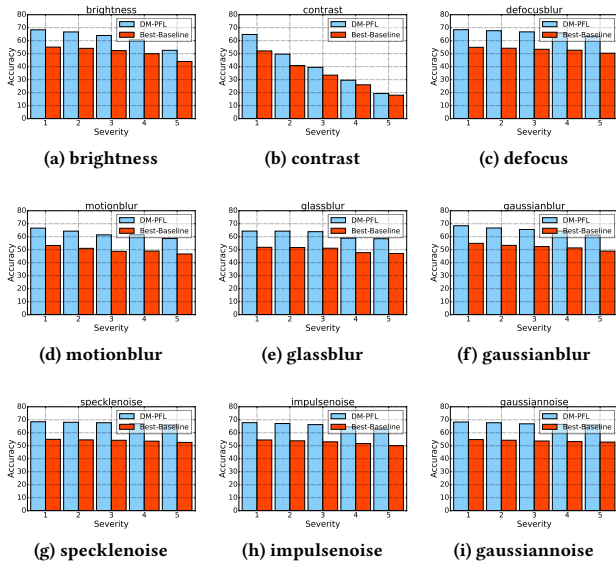 brightness
Accuracy
80
70
60
50
40
30
20
10
0
DM-PFL
Best-Baseline
1 2 3 4 5
Severity
(a) brightness
contrast
Accuracy
80
70
60
50
40
30
20
10
0
DM-PFL
Best-Baseline
1 2 3 4 5
Severity
(b) contrast
defocusblur
Accuracy
80
70
60
50
40
30
20
10
0
DM-PFL
Best-Baseline
1 2 3 4 5
Severity
(c) defocus
motionblur
Accuracy
80
70
60
50
40
30
20
10
0
DM-PFL
Best-Baseline
1 2 3 4 5
Severity
(d) motionblur
glassblur
Accuracy
80
70
60
50
40
30
20
10
0
DM-PFL
Best-Baseline
1 2 3 4 5
Severity
(e) glassblur
gaussianblur
Accuracy
80
70
60
50
40
30
20
10
0
DM-PFL
Best-Baseline
1 2 3 4 5
Severity
(f) gaussianblur
specklenoise
Accuracy
80
70
60
50
40
30
20
10
0
DM-PFL
Best-Baseline
1 2 3 4 5
Severity
(g) specklenoise
impulsenoise
Accuracy
80
70
60
50
40
30
20
10
0
DM-PFL
Best-Baseline
1 2 3 4 5
Severity
(h) impulsenoise
gaussiannoise
Accuracy
80
70
60
50
40
30
20
10
0
DM-PFL
Best-Baseline
1 2 3 4 5
Severity
(i) gaussiannoise